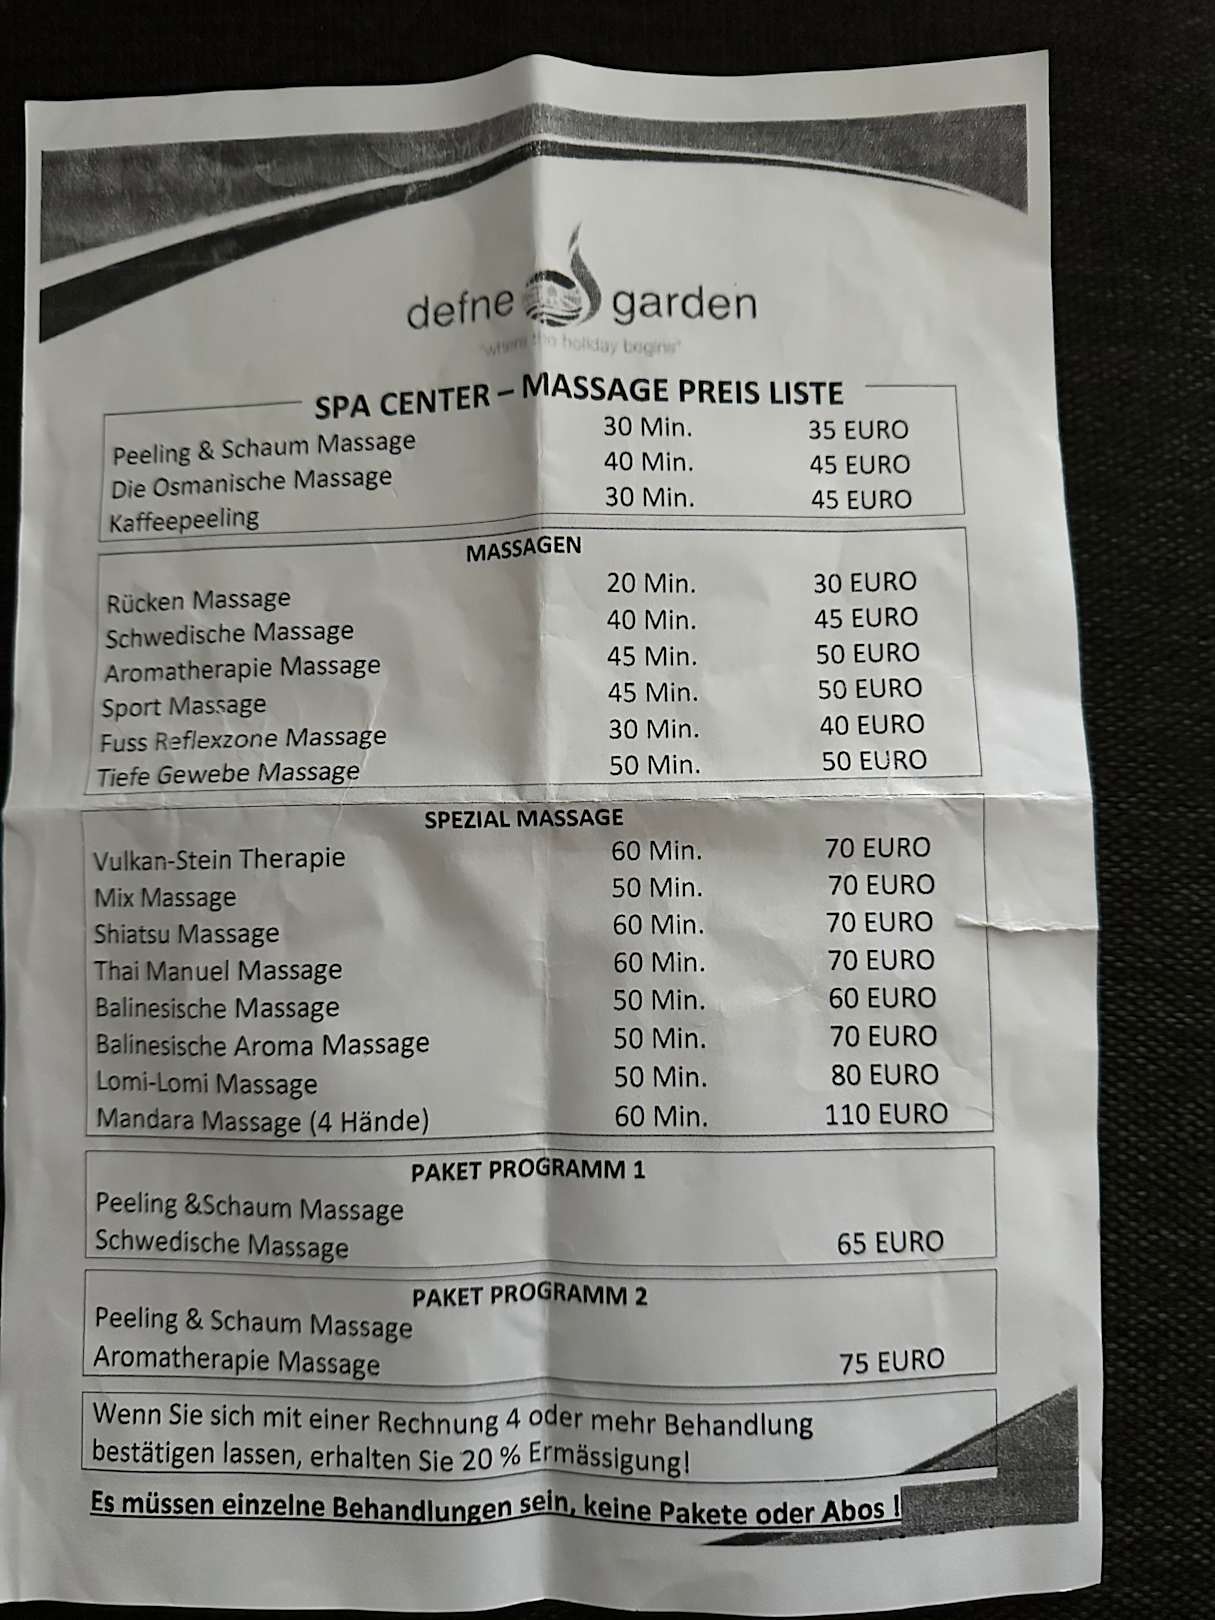 defne garden
"where the holiday begins"
SPA CENTER – MASSAGE PREIS LISTE
Peeling & Schaum Massage 30 Min. 35 EURO
Die Osmanische Massage 40 Min. 45 EURO
Kaffeepeeling 30 Min. 45 EURO
MASSAGEN
Rücken Massage 20 Min. 30 EURO
Schwedische Massage 40 Min. 45 EURO
Aromatherapie Massage 45 Min. 50 EURO
Sport Massage 45 Min. 50 EURO
Fuss Reflexzone Massage 30 Min. 40 EURO
Tiefe Gewebe Massage 50 Min. 50 EURO
SPEZIAL MASSAGE
Vulkan-Stein Therapie 60 Min. 70 EURO
Mix Massage 50 Min. 70 EURO
Shiatsu Massage 60 Min. 70 EURO
Thai Manuel Massage 60 Min. 70 EURO
Balinesische Massage 50 Min. 60 EURO
Balinesische Aroma Massage 50 Min. 70 EURO
Lomi-Lomi Massage 50 Min. 80 EURO
Mandara Massage (4 Hände) 60 Min. 110 EURO
PAKET PROGRAMM 1
Peeling &Schaum Massage
Schwedische Massage 65 EURO
PAKET PROGRAMM 2
Peeling & Schaum Massage
Aromatherapie Massage 75 EURO
Wenn Sie sich mit einer Rechnung 4 oder mehr Behandlung
bestätigen lassen, erhalten Sie 20 % Ermässigung!
Es müssen einzelne Behandlungen sein, keine Pakete oder Abos !